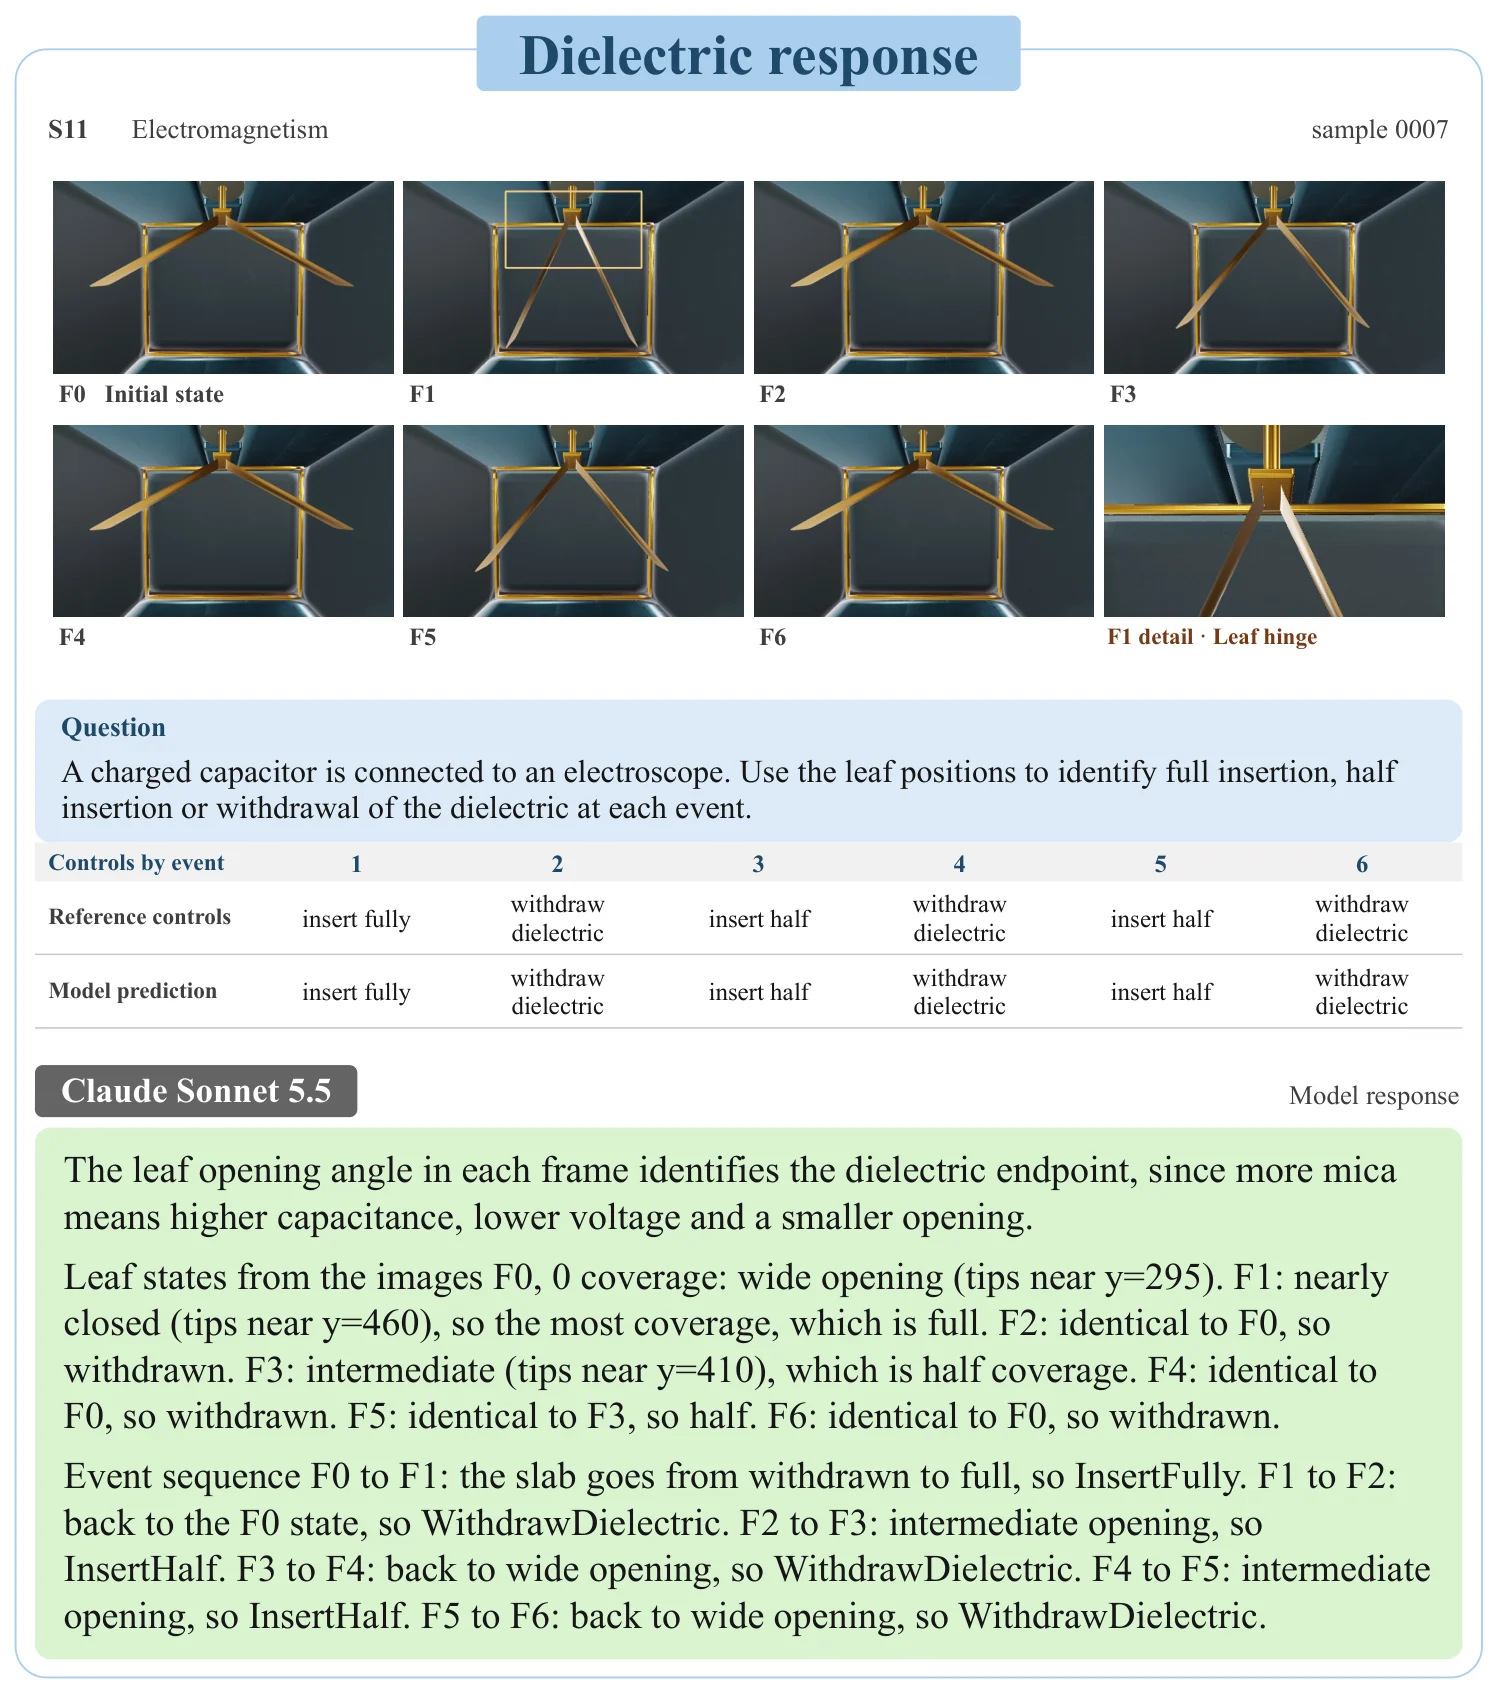 Dielectric response
S11 Electromagnetism sample 0007
F0 Initial state F1 F2 F3
F4 F5 F6 F1 detail · Leaf hinge
Question
A charged capacitor is connected to an electroscope. Use the leaf positions to identify full insertion, half
insertion or withdrawal of the dielectric at each event.
Controls by event 1 2 3 4 5 6
Reference controls insert fully withdraw dielectric insert half withdraw dielectric insert half withdraw dielectric
Model prediction insert fully withdraw dielectric insert half withdraw dielectric insert half withdraw dielectric
Claude Sonnet 5.5 Model response
The leaf opening angle in each frame identifies the dielectric endpoint, since more mica
means higher capacitance, lower voltage and a smaller opening.
Leaf states from the images F0, 0 coverage: wide opening (tips near y=295). F1: nearly
closed (tips near y=460), so the most coverage, which is full. F2: identical to F0, so
withdrawn. F3: intermediate (tips near y=410), which is half coverage. F4: identical to
F0, so withdrawn. F5: identical to F3, so half. F6: identical to F0, so withdrawn.
Event sequence F0 to F1: the slab goes from withdrawn to full, so InsertFully. F1 to F2:
back to the F0 state, so WithdrawDielectric. F2 to F3: intermediate opening, so
InsertHalf. F3 to F4: back to wide opening, so WithdrawDielectric. F4 to F5: intermediate
opening, so InsertHalf. F5 to F6: back to wide opening, so WithdrawDielectric.